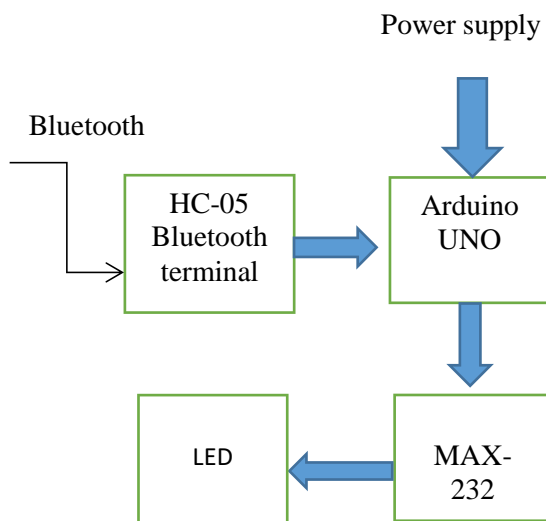 Power supply
Bluetooth
HC-05
Bluetooth
terminal
Arduino
UNO
LED
MAX-
232